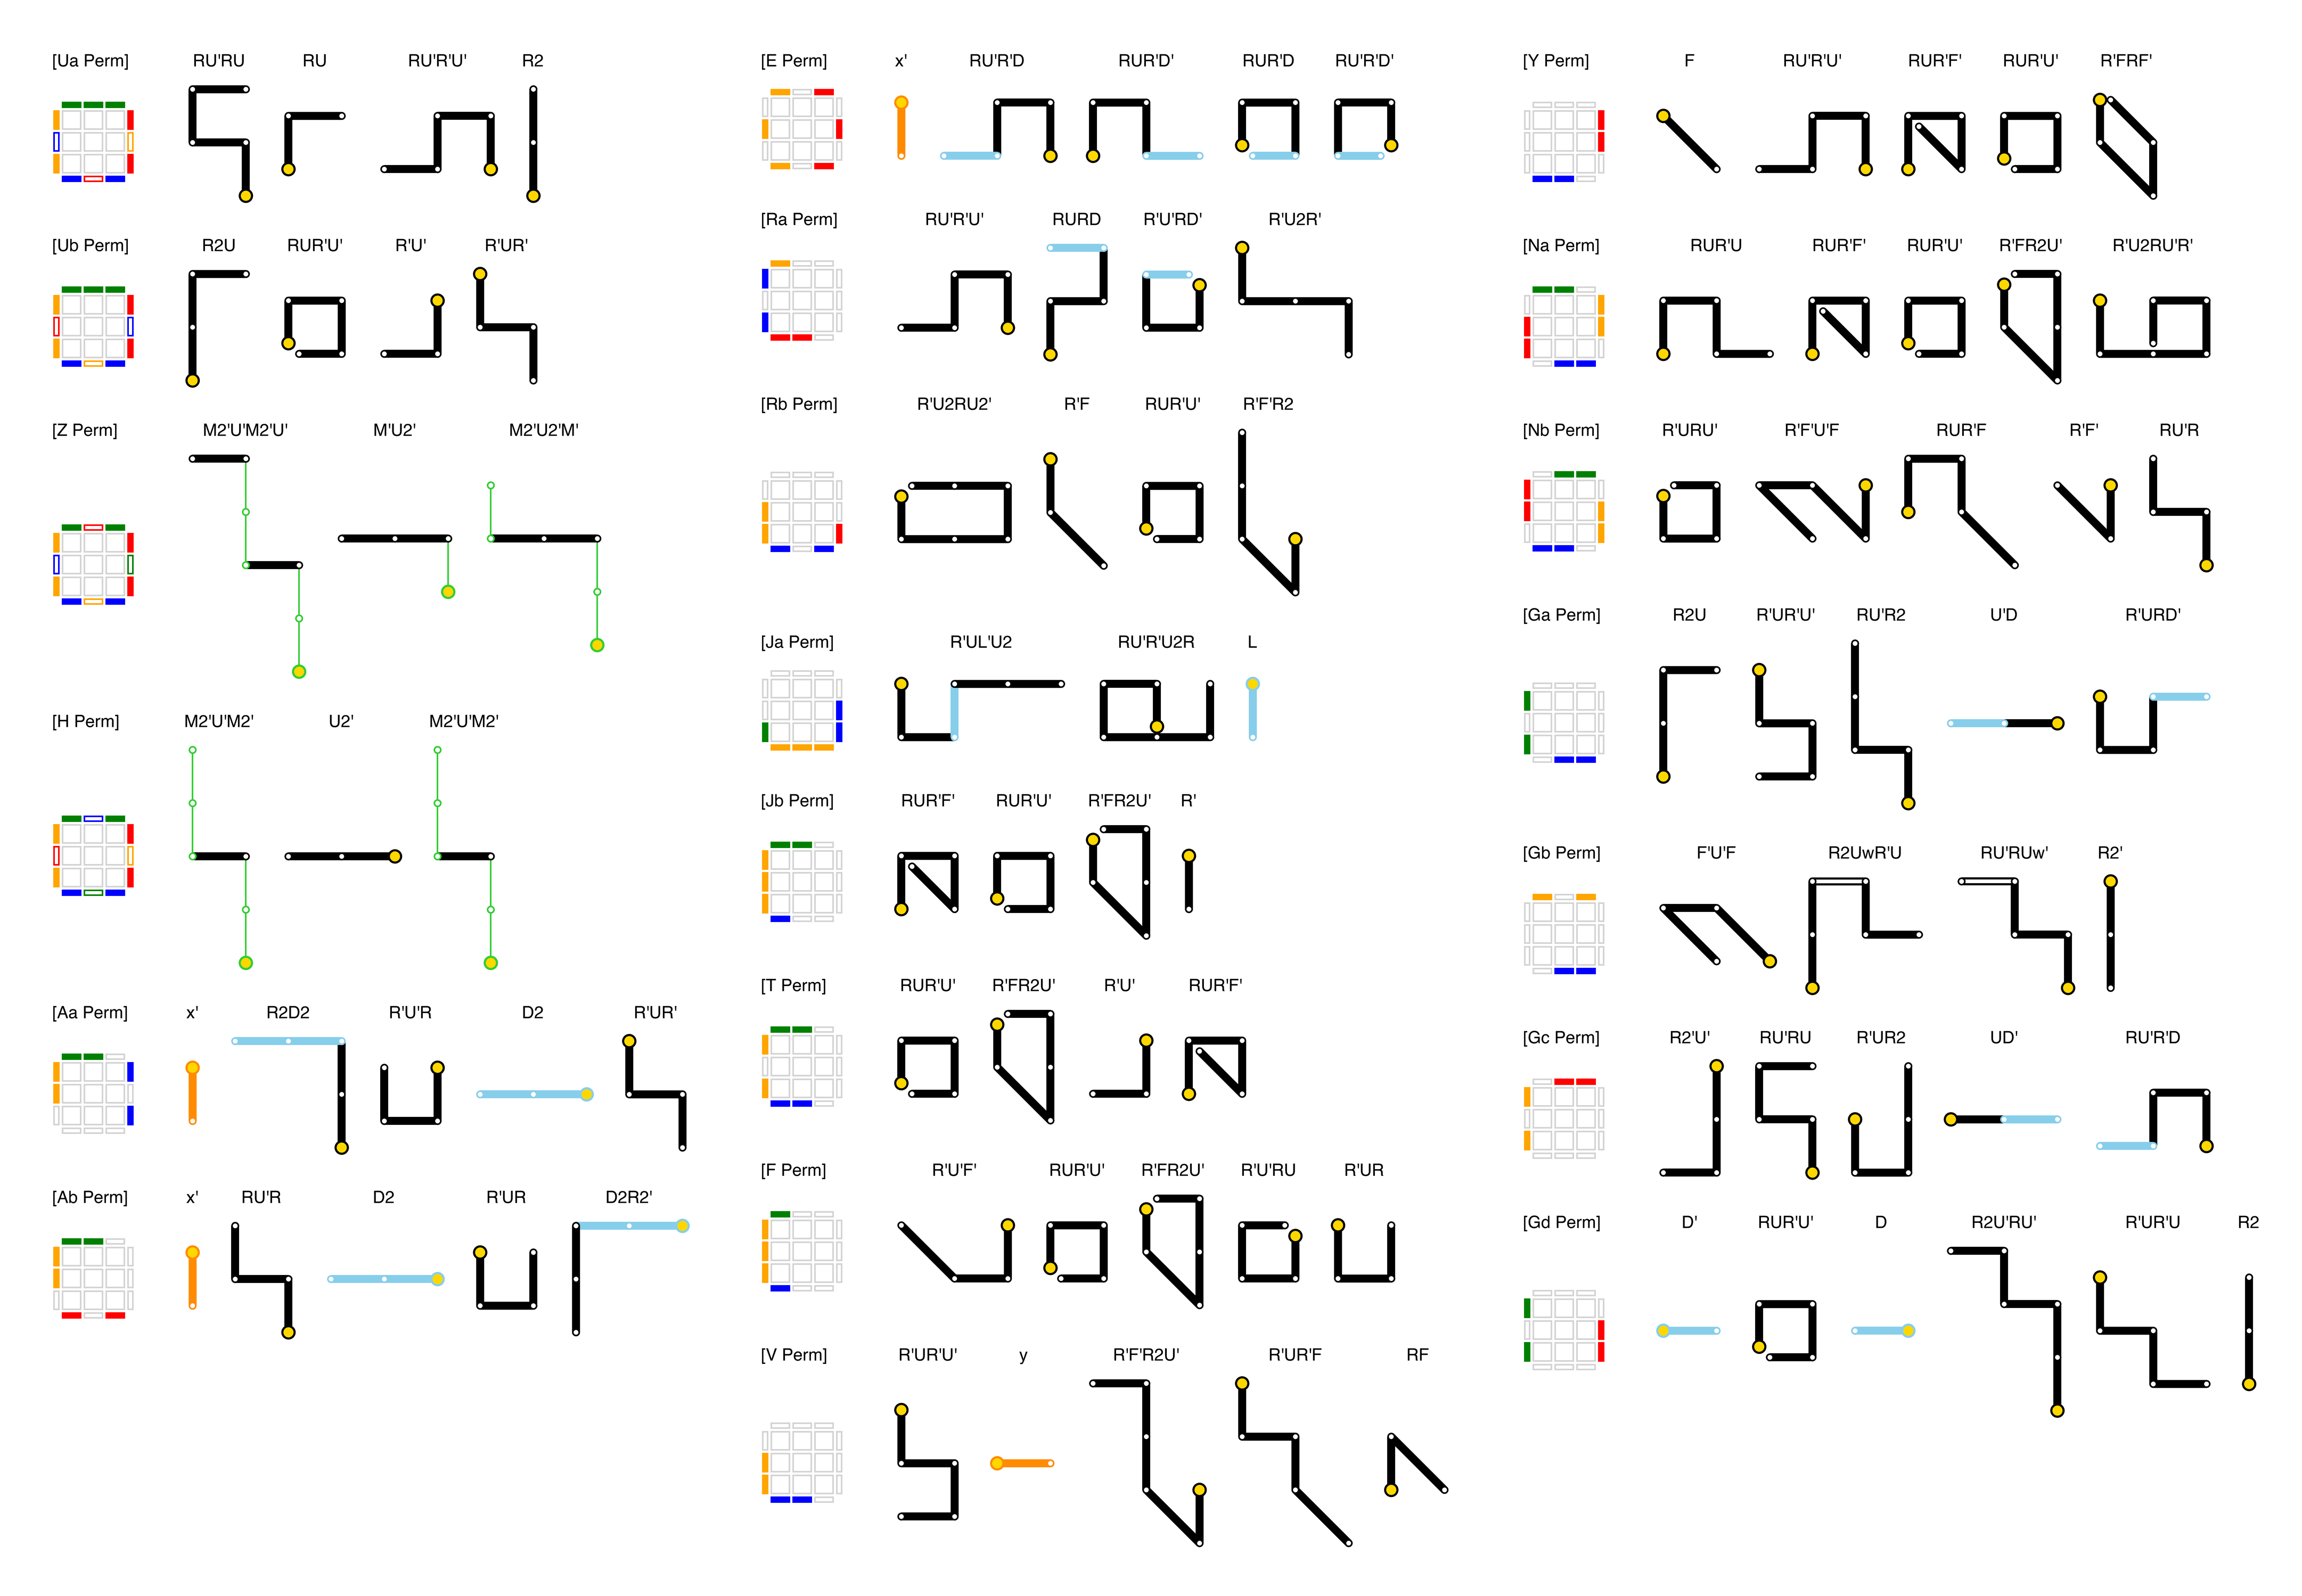 [Ua Perm] RU'RU RU RU'R'U' R2
[Ub Perm] R2U RUR'U' R'U' R'UR'
[Z Perm] M2'U'M2'U' M'U2' M2'U2'M'
[H Perm] M2'U'M2' U2' M2'U'M2'
[Aa Perm] x' R2D2 R'U'R D2 R'UR'
[Ab Perm] x' RU'R D2 R'UR D2R2'
[E Perm] x' RU'R'D RUR'D' RUR'D RU'R'D'
[Ra Perm] RU'R'U' RURD R'U'RD' R'U2R'
[Rb Perm] R'U2RU2' R'F RUR'U' R'F'R2
[Ja Perm] R'UL'U2 RU'R'U2R L
[Jb Perm] RUR'F' RUR'U' R'FR2U' R'
[T Perm] RUR'U' R'FR2U' R'U' RUR'F'
[F Perm] R'U'F' RUR'U' R'FR2U' R'U'RU R'UR
[V Perm] R'UR'U' y R'F'R2U' R'UR'F RF
[Y Perm] F RU'R'U' RUR'F' RUR'U' R'FRF'
[Na Perm] RUR'U RUR'F' RUR'U' R'FR2U' R'U2RU'R'
[Nb Perm] R'URU' R'F'U'F RUR'F R'F' RU'R
[Ga Perm] R2U R'UR'U' RU'R2 U'D R'URD'
[Gb Perm] F'U'F R2UwR'U RU'RUw' R2'
[Gc Perm] R2'U' RU'RU R'UR2 UD' RU'R'D
[Gd Perm] D' RUR'U' D R2U'RU' R'UR'U R2